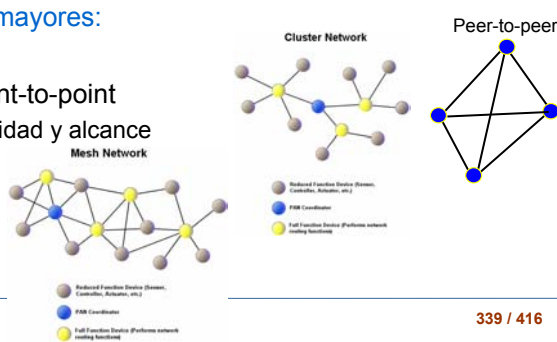 mayores:
nt-to-point
idad y alcance
Mesh Network
Reduced Function Device (Sensor,
Controller, Actuator, etc.)
PAN Coordinator
Full Function Device (Performs network
routing functions)
Cluster Network
Reduced Function Device (Sensor,
Controller, Actuator, etc.)
PAN Coordinator
Full Function Device (Performs network
routing functions)
Peer-to-peer
339 / 416